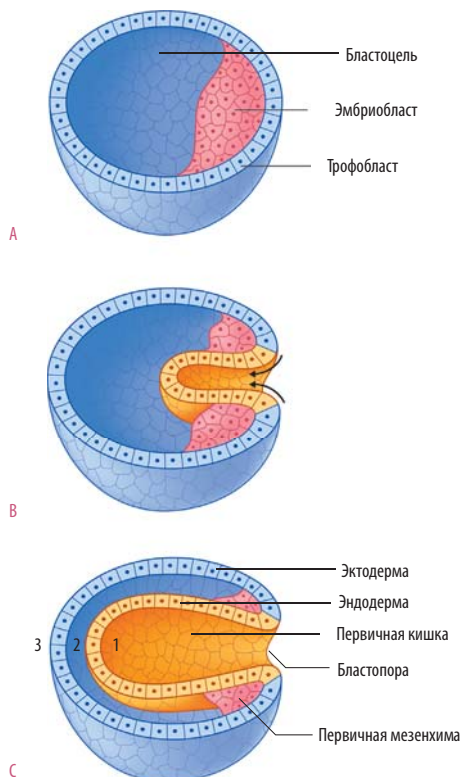 Бластоцель
Эмбриобласт
Трофобласт
A
B
Эктодерма
Эндодерма
3 2 1
Первичная кишка
Бластопора
Первичная мезенхима
C